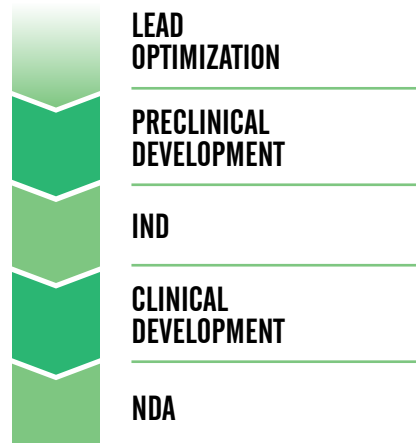 LEAD
OPTIMIZATION
PRECLINICAL
DEVELOPMENT
IND
CLINICAL
DEVELOPMENT
NDA